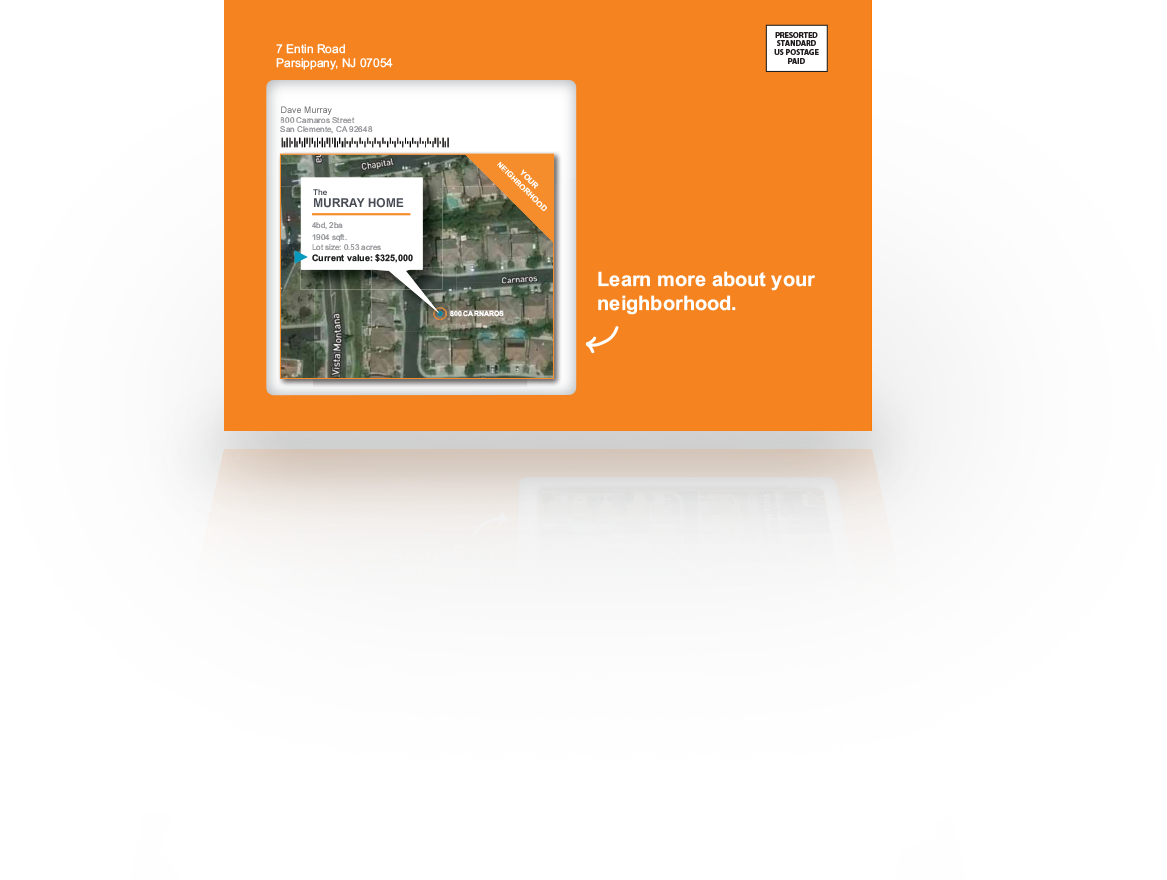 7 Entin Road
Parsippany, NJ 07054
PRESORTED
STANDARD
US POSTAGE
PAID
Dave Murray
800 Carnaros Street
San Clemente, CA 92648
na
Chapital
YOUR
NEIGHBORHOOD
The
MURRAY HOME
4bd, 2ba
1904 sqft.
Lot size: 0.53 acres
Current value: $325,000
Carnaros
800 CARNAROS
Vista Montana
Learn more about your
neighborhood.